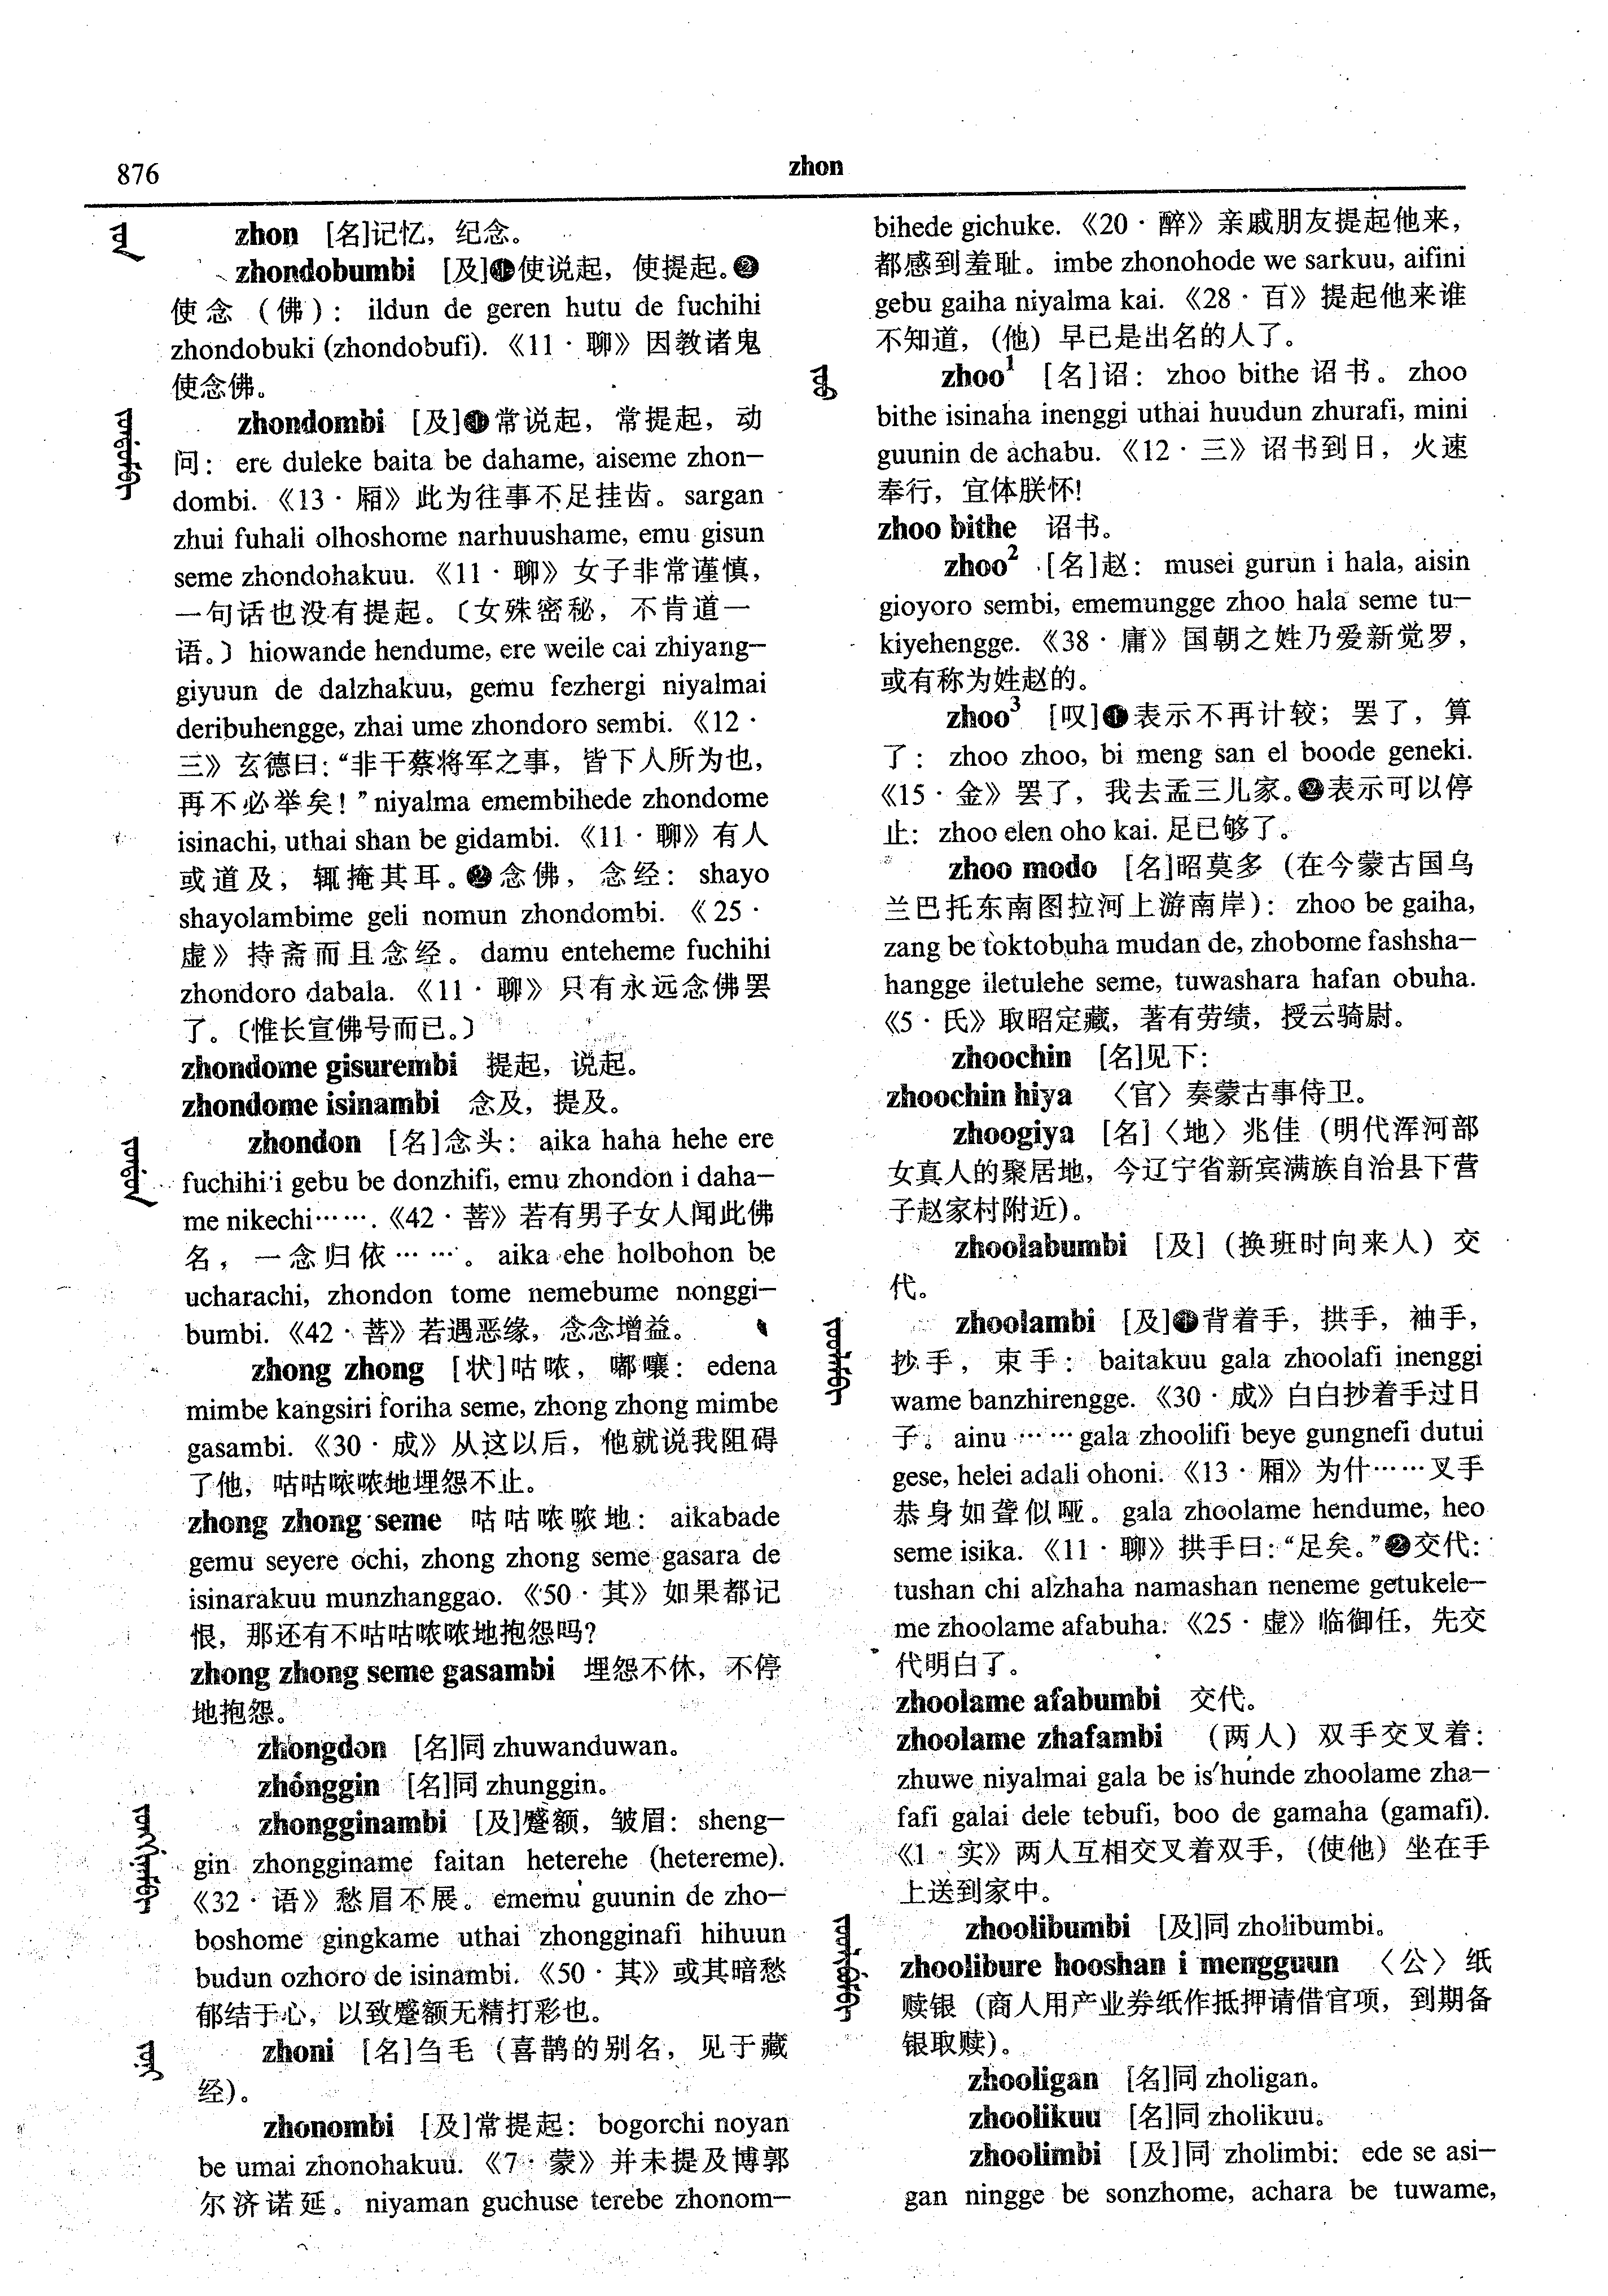 876
zhon
zhon [名]记忆，纪念。
zhondobumbi [及]❶使说起，使提起。❷
使念（佛）：ildun de geren hutu de fuchihi
zhondobuki (zhondobufi).《11·聊》因教诸鬼
使念佛。
zhondombi [及]❶常说起，常提起，动
问：ere duleke baita be dahame, aiseme zhon-
dombi.《13·厢》此为往事不足挂齿。sargan
zhui fuhali olhoshome narhuushame, emu gisun
seme zhondohakuu.《11·聊》女子非常谨慎，
一句话也没有提起。〔女殊密秘，不肯道一
语。〕hiowande hendume, ere weile cai zhiyang-
giyuun de dalzhakuu, gemu fezhergi niyalmai
deribuhengge, zhai ume zhondoro sembi.《12·
三》玄德曰：“非干蔡将军之事，皆下人所为也，
再不必举矣！”niyalma emembihede zhondome
isinachi, uthai shan be gidambi.《11·聊》有人
或道及，辄掩其耳。❷念佛，念经：shayo
shayolambime geli nomun zhondombi.《25·
虚》持斋而且念经。damu enteheme fuchihi
zhondoro dabala.《11·聊》只有永远念佛罢
了。〔惟长宣佛号而已。〕
zhondome gisurembi 提起，说起。
zhondome isinambi 念及，提及。
zhondon [名]念头：aika haha hehe ere
fuchihi i gebu be donzhifi, emu zhondon i daha-
me nikechi…….《42·菩》若有男子女人闻此佛
名，一念归依……。aika ehe holbohon be
ucharachi, zhondon tome nemebume nonggi-
bumbi.《42·菩》若遇恶缘，念念增益。
zhong zhong [状]咕哝，嘟囔：edena
mimbe kangsiri foriha seme, zhong zhong mimbe
gasambi.《30·成》从这以后，他就说我阻碍
了他，咕咕哝哝地埋怨不止。
zhong zhong seme 咕咕哝哝地：aikabade
gemu seyere ochi, zhong zhong seme gasara de
isinarakuu munzhanggao.《50·其》如果都记
恨，那还有不咕咕哝哝地抱怨吗？
zhong zhong seme gasambi 埋怨不休，不停
地抱怨。
zhongdon [名]同 zhuwanduwan。
zhonggin [名]同 zhunggin。
zhongginambi [及]蹙额，皱眉：sheng-
gin zhongginame faitan heterehe (hetereme).
《32·语》愁眉不展。ememu guunin de zho-
boshome gingkame uthai zhongginafi hihuun
budun ozhoro de isinambi.《50·其》或其暗愁
郁结于心，以致蹙额无精打彩也。
zhoni [名]刍毛（喜鹊的别名，见于藏
经）。
zhonombi [及]常提起：bogorchi noyan
be umai zhonohakuu.《7·蒙》并未提及博郭
尔济诺延。niyaman guchuse terebe zhonom-
bihede gichuke.《20·醉》亲戚朋友提起他来，
都感到羞耻。imbe zhonohode we sarkuu, aifini
gebu gaiha niyalma kai.《28·百》提起他来谁
不知道，（他）早已是出名的人了。
zhoo¹ [名]诏：zhoo bithe 诏书。zhoo
bithe isinaha inenggi uthai huudun zhurafi, mini
guunin de achabu.《12·三》诏书到日，火速
奉行，宜体朕怀！
zhoo bithe 诏书。
zhoo² [名]赵：musei gurun i hala, aisin
gioyoro sembi, ememungge zhoo hala seme tu-
kiyehengge.《38·庸》国朝之姓乃爱新觉罗，
或有称为姓赵的。
zhoo³ [叹]❶表示不再计较；罢了，算
了：zhoo zhoo, bi meng san el boode geneki.
《15·金》罢了，我去孟三儿家。❷表示可以停
止：zhoo elen oho kai. 足已够了。
zhoo modo [名]昭莫多（在今蒙古国乌
兰巴托东南图拉河上游南岸）：zhoo be gaiha,
zang be toktobuha mudan de, zhobome fashsha-
hangge iletulehe seme, tuwashara hafan obuha.
《5·氏》取昭定藏，著有劳绩，授云骑尉。
zhoochin [名]见下：
zhoochin hiya 〈官〉奏蒙古事侍卫。
zhoogiya [名]〈地〉兆佳（明代浑河部
女真人的聚居地，今辽宁省新宾满族自治县下营
子赵家村附近）。
zhoolabumbi [及]（换班时向来人）交
代。
zhoolambi [及]❶背着手，拱手，袖手，
抄手，束手：baitakuu gala zhoolafi inenggi
wame banzhirengge.《30·成》白白抄着手过日
子。ainu……gala zhoolifi beye gungnefi dutui
gese, helei adali ohoni.《13·厢》为什……叉手
恭身如聋似哑。gala zhoolame hendume, heo
seme isika.《11·聊》拱手曰：“足矣。”❷交代：
tushan chi alzhaha namashan neneme getukele-
me zhoolame afabuha.《25·虚》临御任，先交
代明白了。
zhoolame afabumbi 交代。
zhoolame zhafambi （两人）双手交叉着：
zhuwe niyalmai gala be is'hunde zhoolame zha-
fafi galai dele tebufi, boo de gamaha (gamafi).
《1·实》两人互相交叉着双手，（使他）坐在手
上送到家中。
zhoolibumbi [及]同 zholibumbi。
zhoolibure hooshan i mengguun 〈公〉纸
赎银（商人用产业券纸作抵押请借官项，到期备
银取赎）。
zhooligan [名]同 zholigan。
zhoolikuu [名]同 zholikuu。
zhoolimbi [及]同 zholimbi：ede se asi-
gan ningge be sonzhome, achara be tuwame,